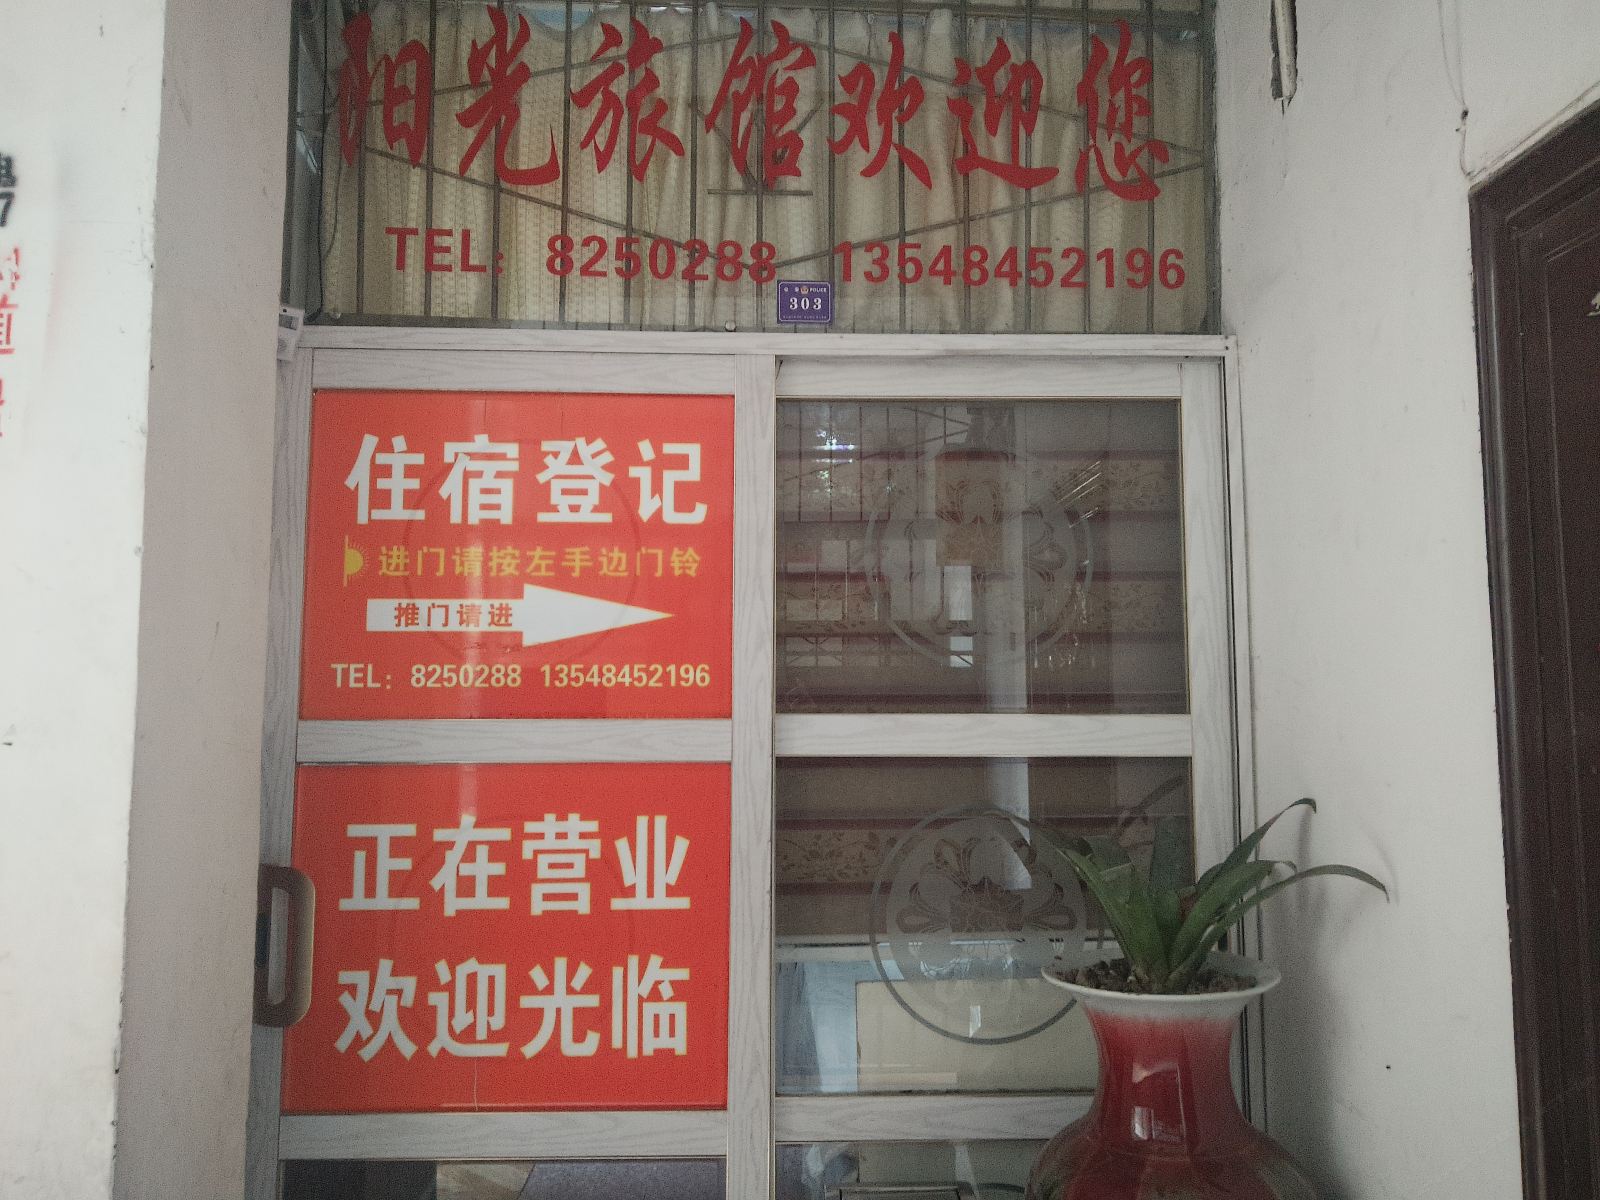 阳光旅馆欢迎您
TEL: 8250288 13548452196
POLICE
303
住宿登记
进门请按左手边门铃
推门请进
TEL: 8250288 13548452196
正在营业
欢迎光临